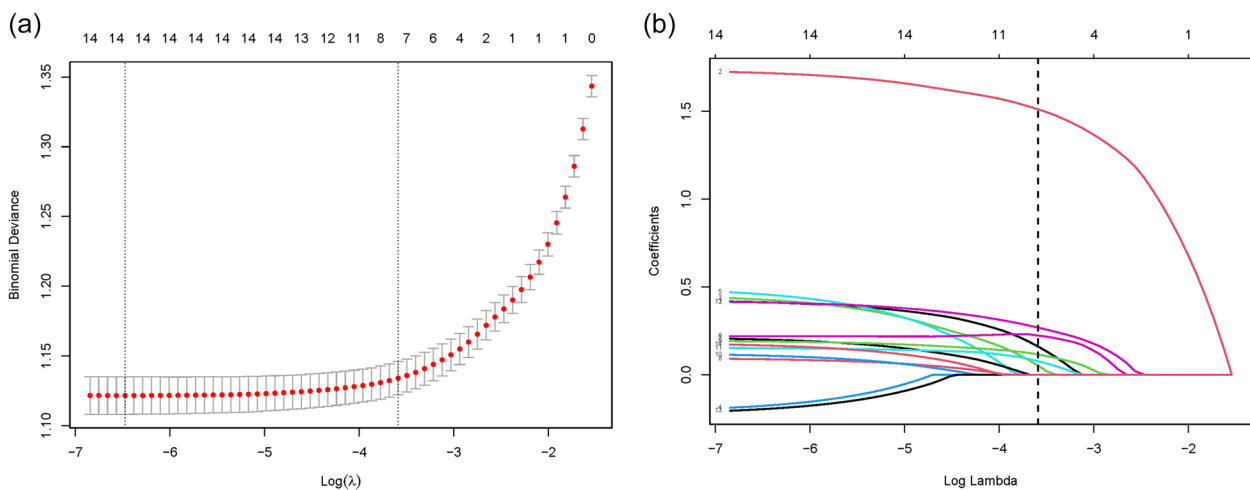 (a)
14 14 14 14 14 14 14 14 13 12 11 8 7 6 4 2 1 1 1 0
Binomial Deviance
1.35
1.30
1.25
1.20
1.15
1.10
−7 −6 −5 −4 −3 −2
Log(λ)
(b)
14 14 14 11 4 1
Coefficients
1.5
1.0
0.5
0.0
2
5
12
10
−7 −6 −5 −4 −3 −2
Log Lambda